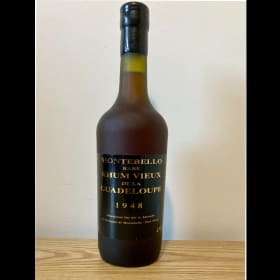 MONTEBELLO
RARE
RHUM VIEUX
DE LA
GUADELOUPE
1948